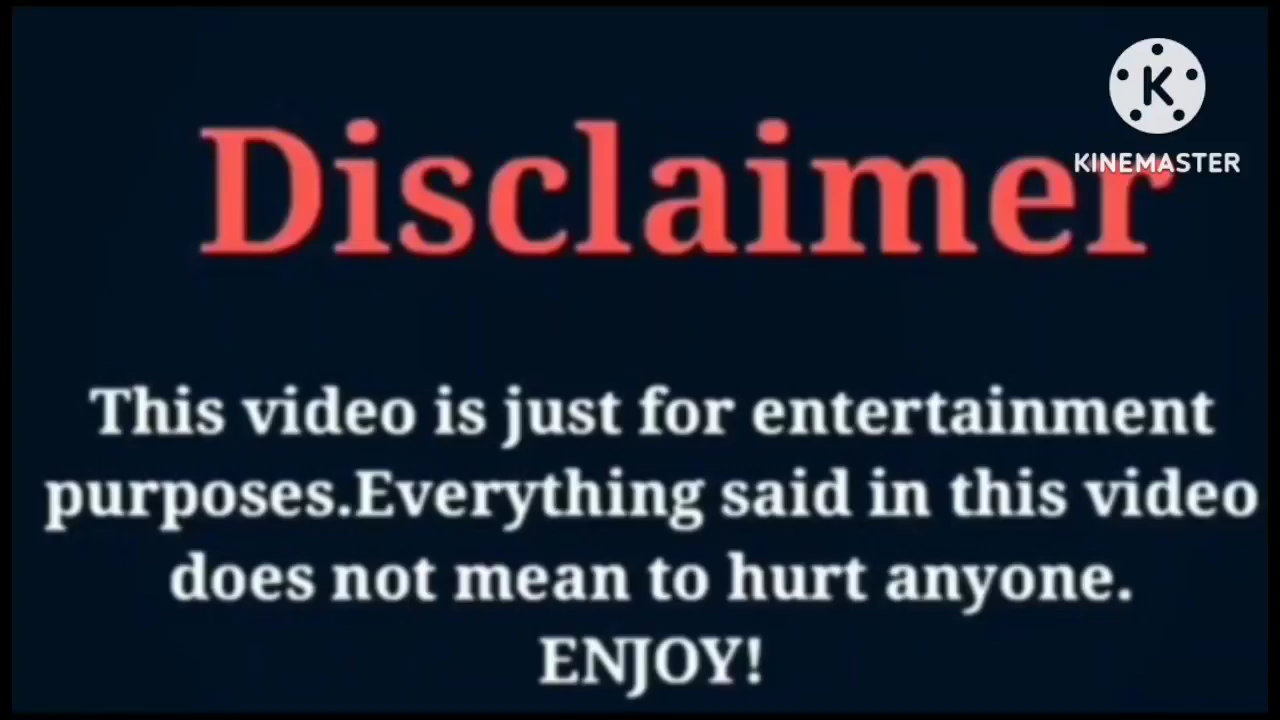 K
KINEMASTER
Disclaimer
This video is just for entertainment
purposes.Everything said in this video
does not mean to hurt anyone.
ENJOY!